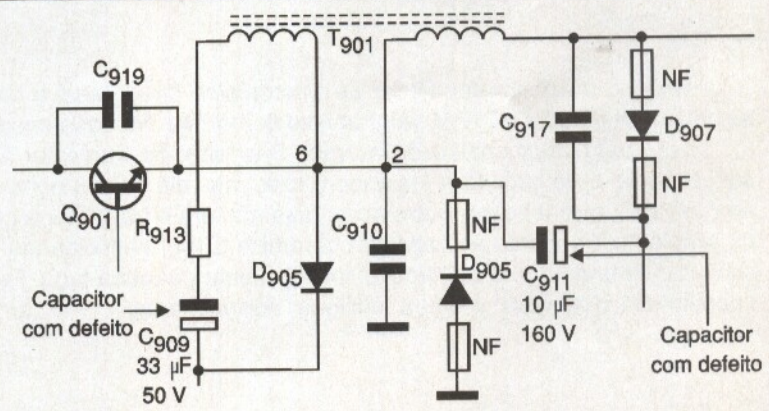 T901
C919
NF
C917
D907
6
2
NF
Q901
R913
C910
NF
D905
D905
C911
10 µF
160 V
Capacitor
com defeito
C909
33 µF
50 V
NF
Capacitor
com defeito